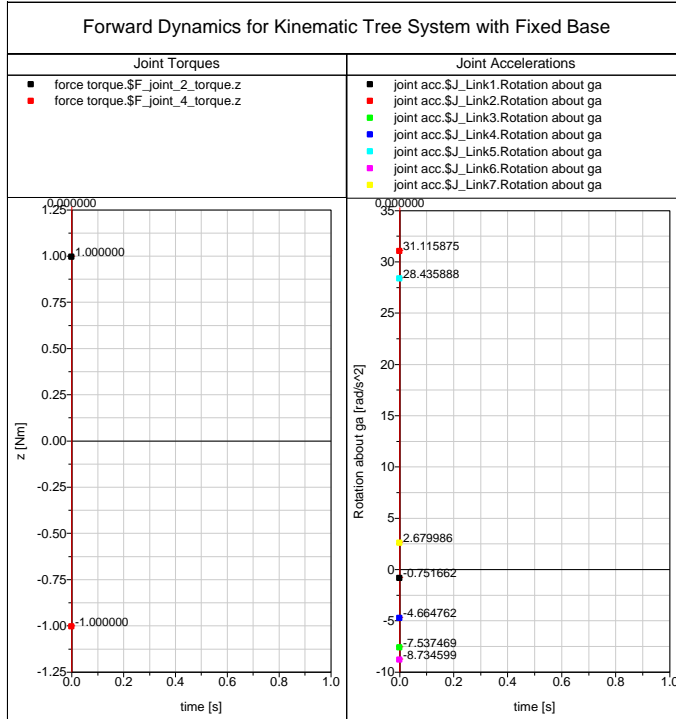 Forward Dynamics for Kinematic Tree System with Fixed Base
Joint Torques
force torque.$F_joint_2_torque.z
force torque.$F_joint_4_torque.z
0.000000
1.25
1.00
0.75
0.50
0.25
0.00
-0.25
-0.50
-0.75
-1.00
-1.25
1.000000
-1.000000
z [Nm]
0.0 0.2 0.4 0.6 0.8 1.0
time [s]
Joint Accelerations
joint acc.$J_Link1.Rotation about ga
joint acc.$J_Link2.Rotation about ga
joint acc.$J_Link3.Rotation about ga
joint acc.$J_Link4.Rotation about ga
joint acc.$J_Link5.Rotation about ga
joint acc.$J_Link6.Rotation about ga
joint acc.$J_Link7.Rotation about ga
0.000000
35
30
25
20
15
10
5
0
-5
-10
31.115875
28.435888
2.679986
-0.751662
-4.664762
-7.537469
-8.734599
Rotation about ga [rad/s^2]
0.0 0.2 0.4 0.6 0.8 1.0
time [s]